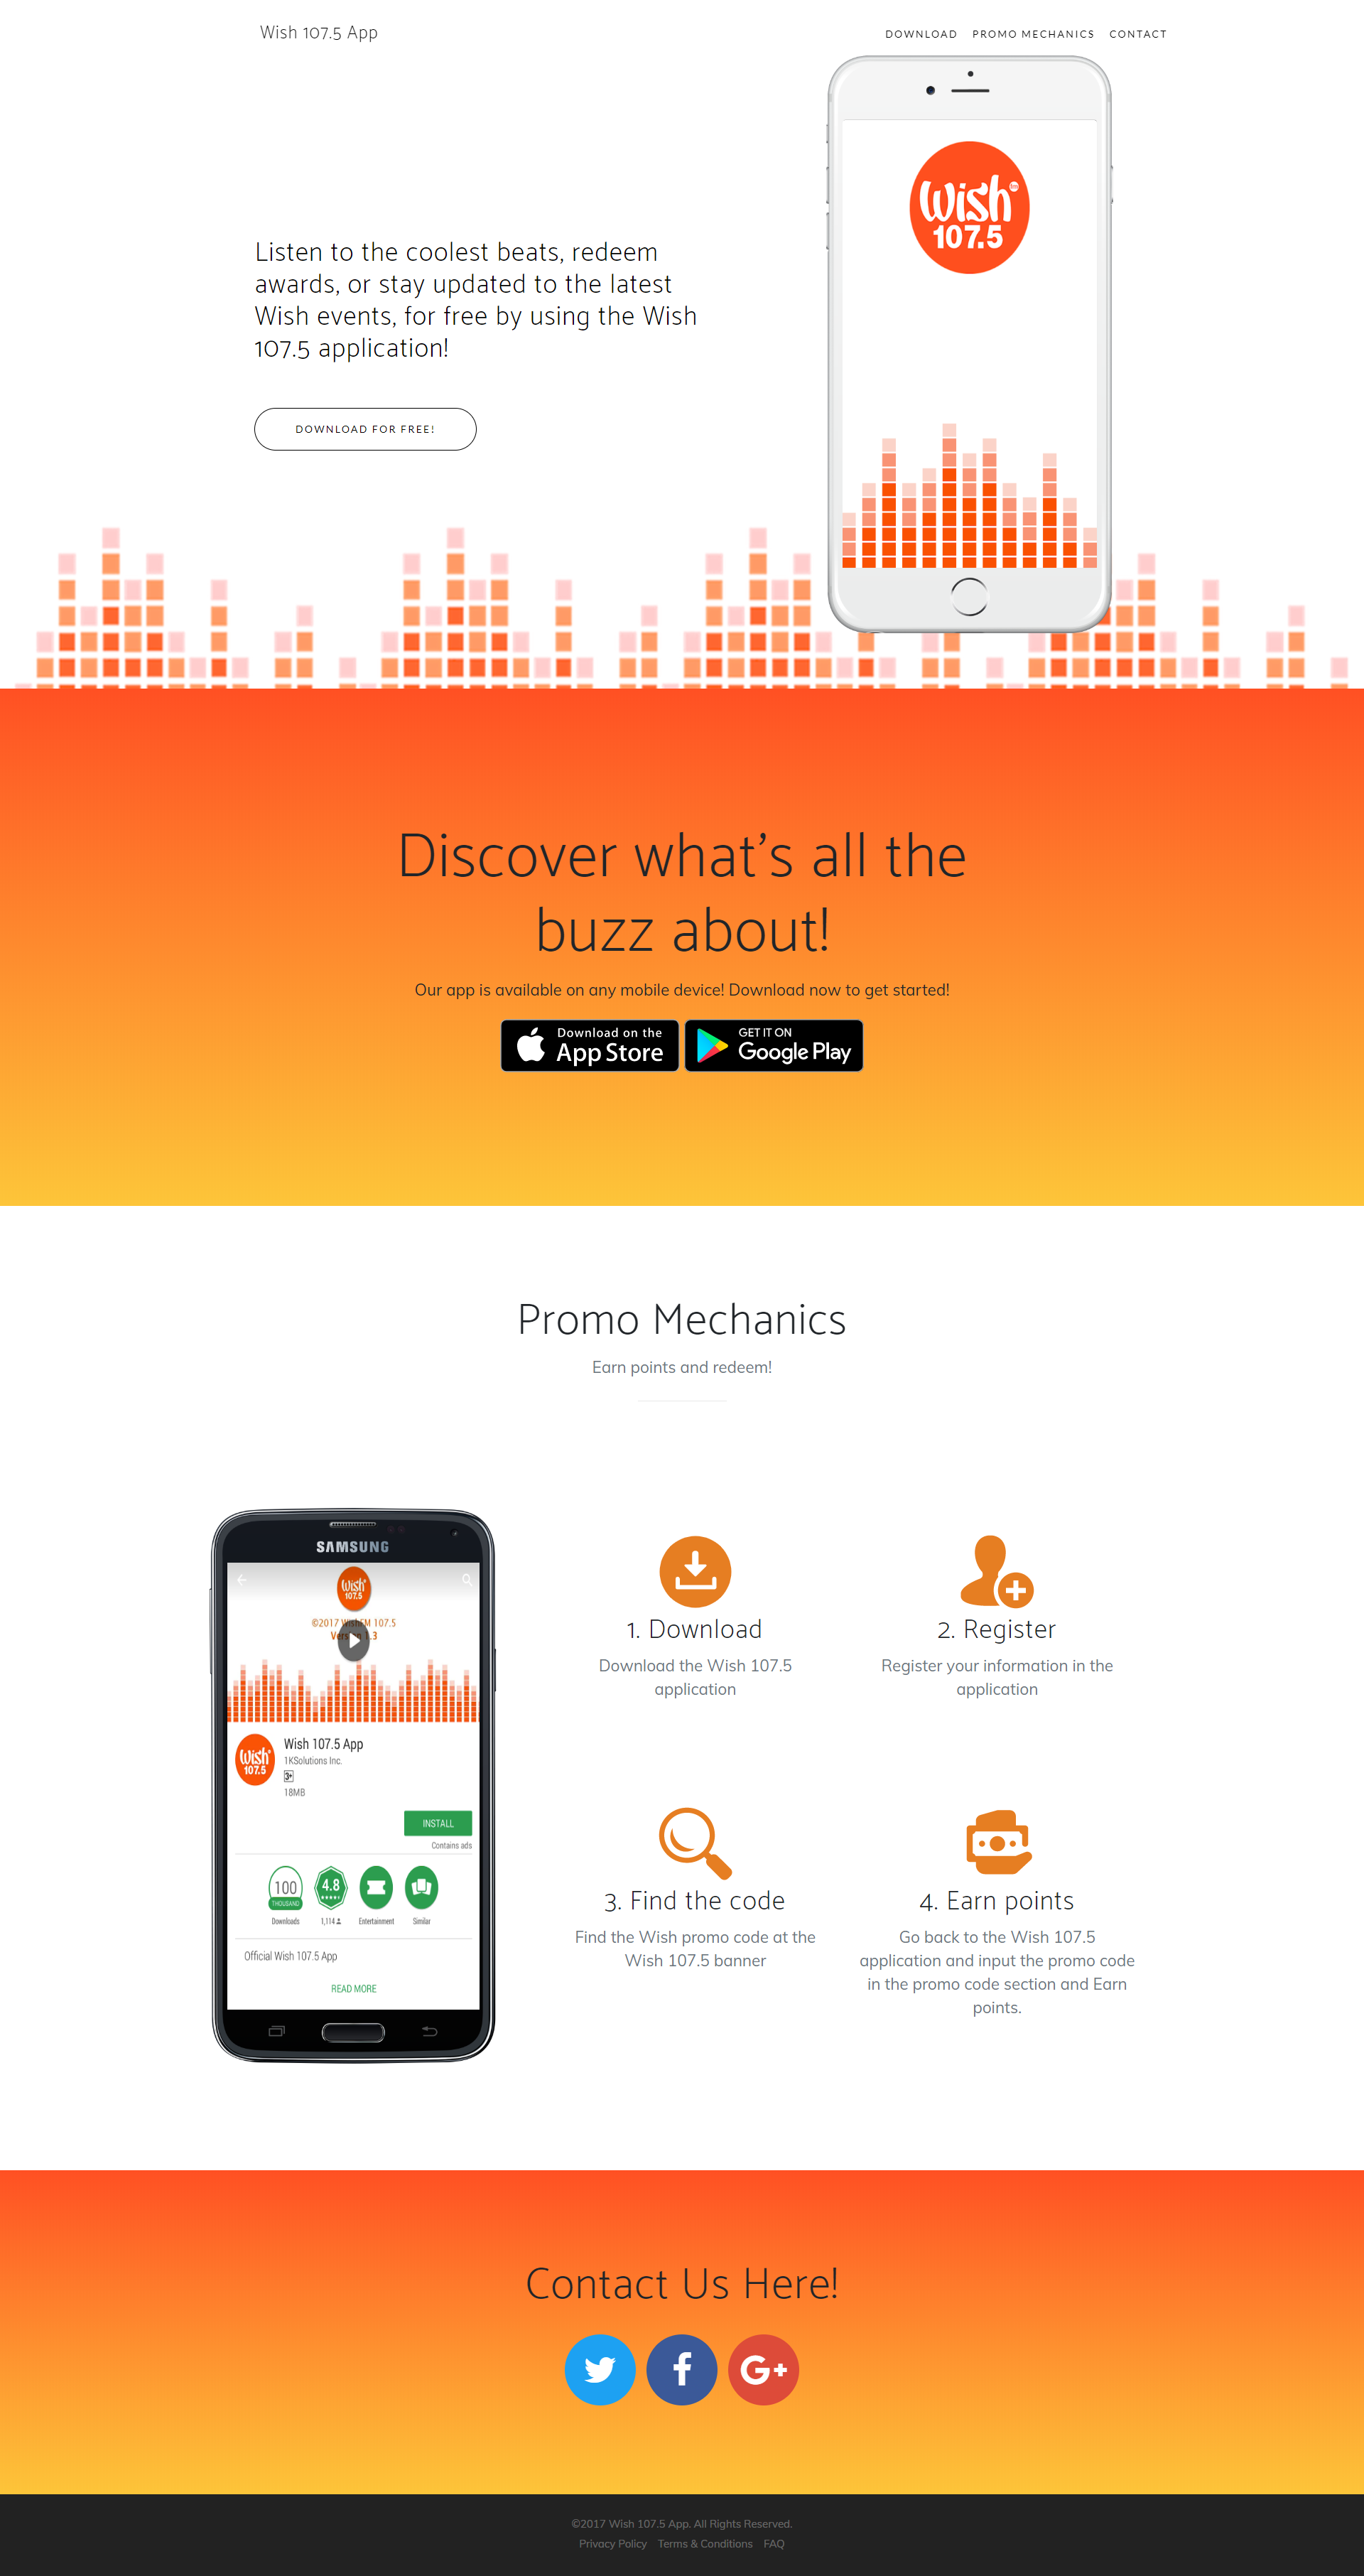 Wish 107.5 App
DOWNLOAD PROMO MECHANICS CONTACT
wish
fm
107.5
Listen to the coolest beats, redeem
awards, or stay updated to the latest
Wish events, for free by using the Wish
107.5 application!
DOWNLOAD FOR FREE!
Discover what's all the
buzz about!
Our app is available on any mobile device! Download now to get started!
Download on the
App Store
GET IT ON
Google Play
Promo Mechanics
Earn points and redeem!
SAMSUNG
wish
107.5
©2017 WishFM 107.5
Version 1.3
wish
107.5
Wish 107.5 App
1KSolutions Inc.
3+
18MB
INSTALL
Contains ads
100
THOUSAND
4.8
Downloads
1,114
Entertainment
Similar
Official Wish 107.5 App
READ MORE
1. Download
Download the Wish 107.5
application
2. Register
Register your information in the
application
3. Find the code
Find the Wish promo code at the
Wish 107.5 banner
4. Earn points
Go back to the Wish 107.5
application and input the promo code
in the promo code section and Earn
points.
Contact Us Here!
G+
©2017 Wish 107.5 App. All Rights Reserved.
Privacy Policy Terms & Conditions FAQ